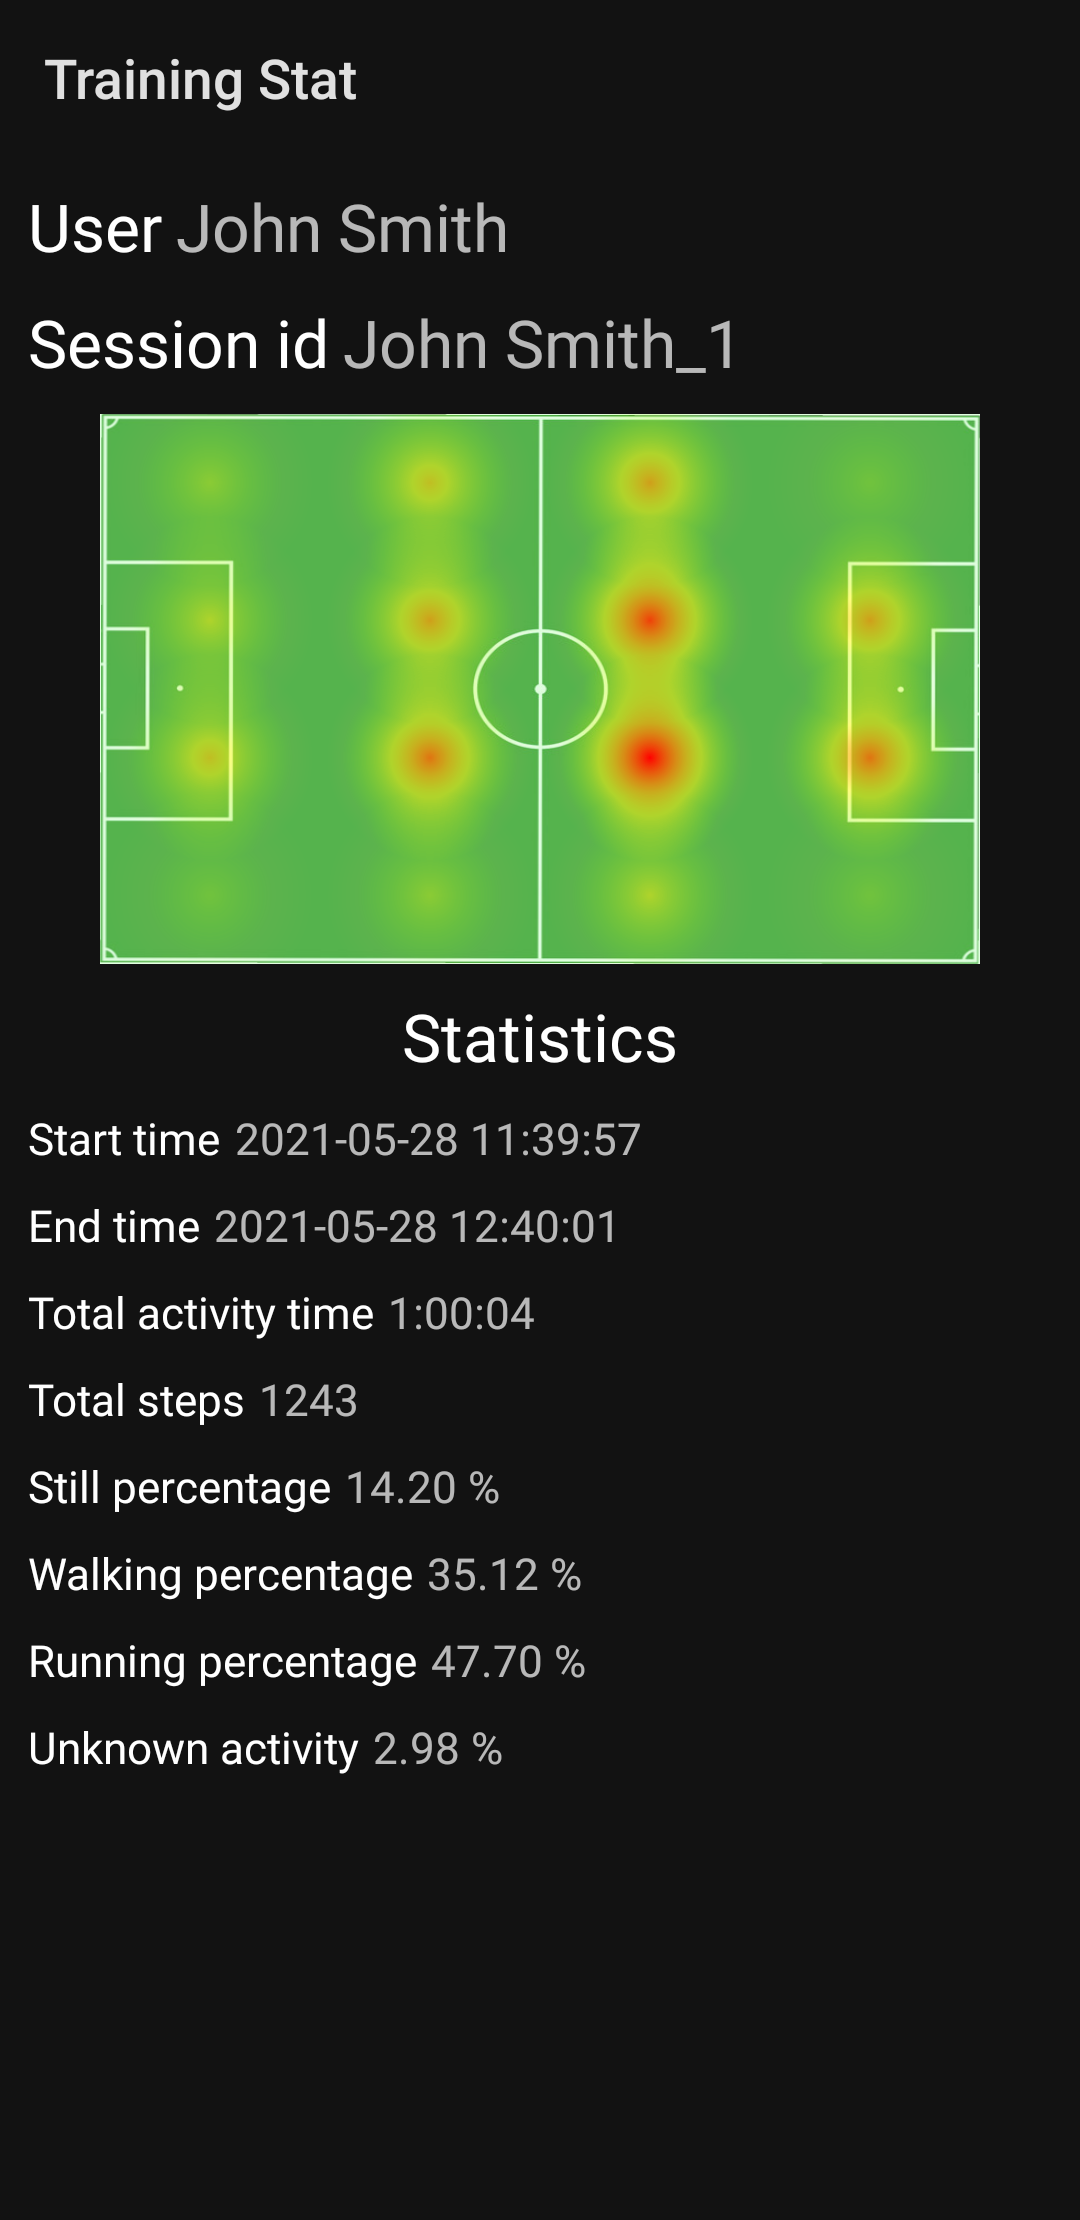 Training Stat
User John Smith
Session id John Smith_1
Statistics
Start time 2021-05-28 11:39:57
End time 2021-05-28 12:40:01
Total activity time 1:00:04
Total steps 1243
Still percentage 14.20 %
Walking percentage 35.12 %
Running percentage 47.70 %
Unknown activity 2.98 %